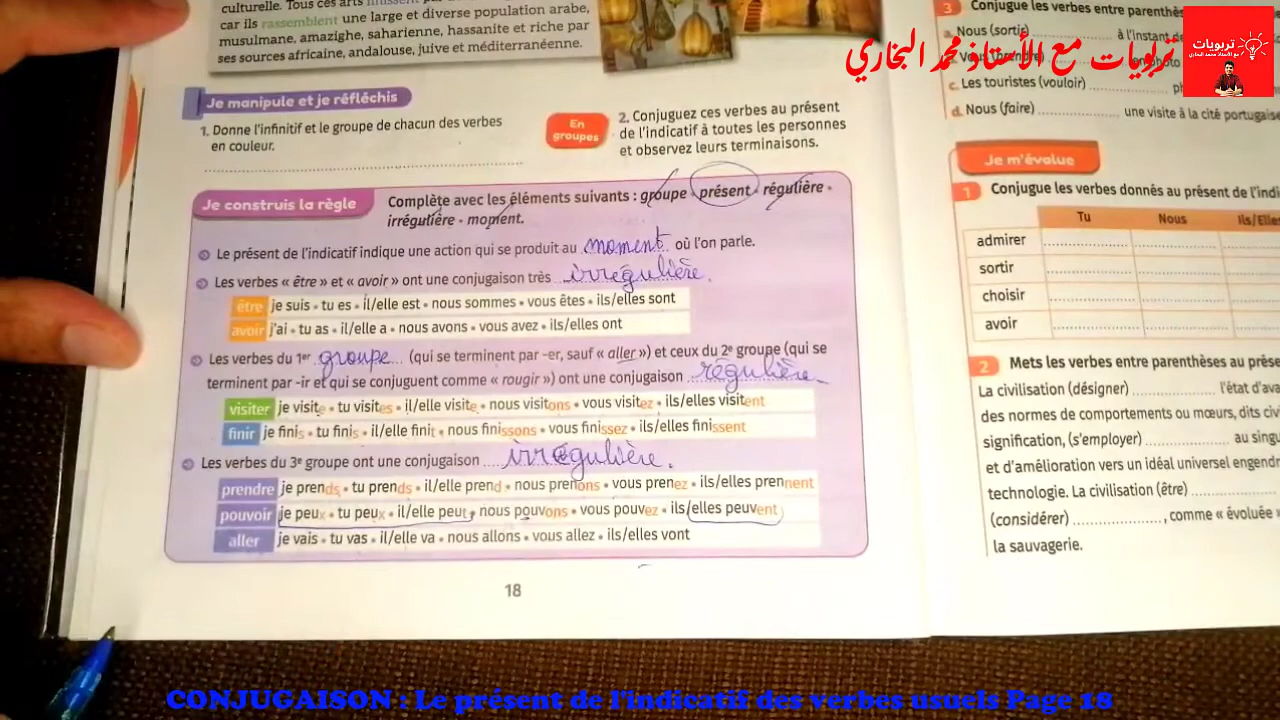 culturelle. Tous ces arts
car ils rassemblent une large et diverse population arabe,
musulmane, amazighe, saharienne, hassanite et riche par
ses sources africaine, andalouse, juive et méditerranéenne.
Je manipule et je réfléchis
1. Donne l'infinitif et le groupe de chacun des verbes
en couleur.
En
groupes
2. Conjuguez ces verbes au présent
de l'indicatif à toutes les personnes
et observez leurs terminaisons.
Je construis la règle
Complète avec les éléments suivants : groupe - présent - régulière -
irrégulière - moment.
Le présent de l'indicatif indique une action qui se produit au moment où l'on parle.
Les verbes « être » et « avoir » ont une conjugaison très irrégulière.
être je suis • tu es • il/elle est • nous sommes • vous êtes • ils/elles sont
avoir j'ai • tu as • il/elle a • nous avons • vous avez • ils/elles ont
Les verbes du 1er groupe (qui se terminent par -er, sauf « aller ») et ceux du 2e groupe (qui se
terminent par -ir et qui se conjuguent comme « rougir ») ont une conjugaison régulière.
visiter je visite • tu visites • il/elle visite • nous visitons • vous visitez • ils/elles visitent
finir je finis • tu finis • il/elle finit • nous finissons • vous finissez • ils/elles finissent
Les verbes du 3e groupe ont une conjugaison irrégulière.
prendre je prends • tu prends • il/elle prend • nous prenons • vous prenez • ils/elles prennent
pouvoir je peux • tu peux • il/elle peut • nous pouvons • vous pouvez • ils/elles peuvent
aller je vais • tu vas • il/elle va • nous allons • vous allez • ils/elles vont
18
3 Conjugue les verbes entre parenthès
a. Nous (sortir) ........ à l'instant de
Vous (prendre) photo
c. Les touristes (vouloir) ........ ph
d. Nous (faire) ........ une visite à la cité portugaise
Je m'évalue
1 Conjugue les verbes donnés au présent de l'indi
Tu Nous Ils/Elles
admirer
sortir
choisir
avoir
2 Mets les verbes entre parenthèses au prése
La civilisation (désigner) ........ l'état d'ava
des normes de comportements ou mœurs, dits civi
signification, (s'employer) ........ au singu
et d'amélioration vers un idéal universel engendr
technologie. La civilisation (être) ........
(considérer) ........, comme « évoluée »
la sauvagerie.
تربويات مع الأستاذ محمد البخاري
تربويات
مع الأستاذ محمد البخاري
CONJUGAISON : Le présent de l'indicatif des verbes usuels Page 18